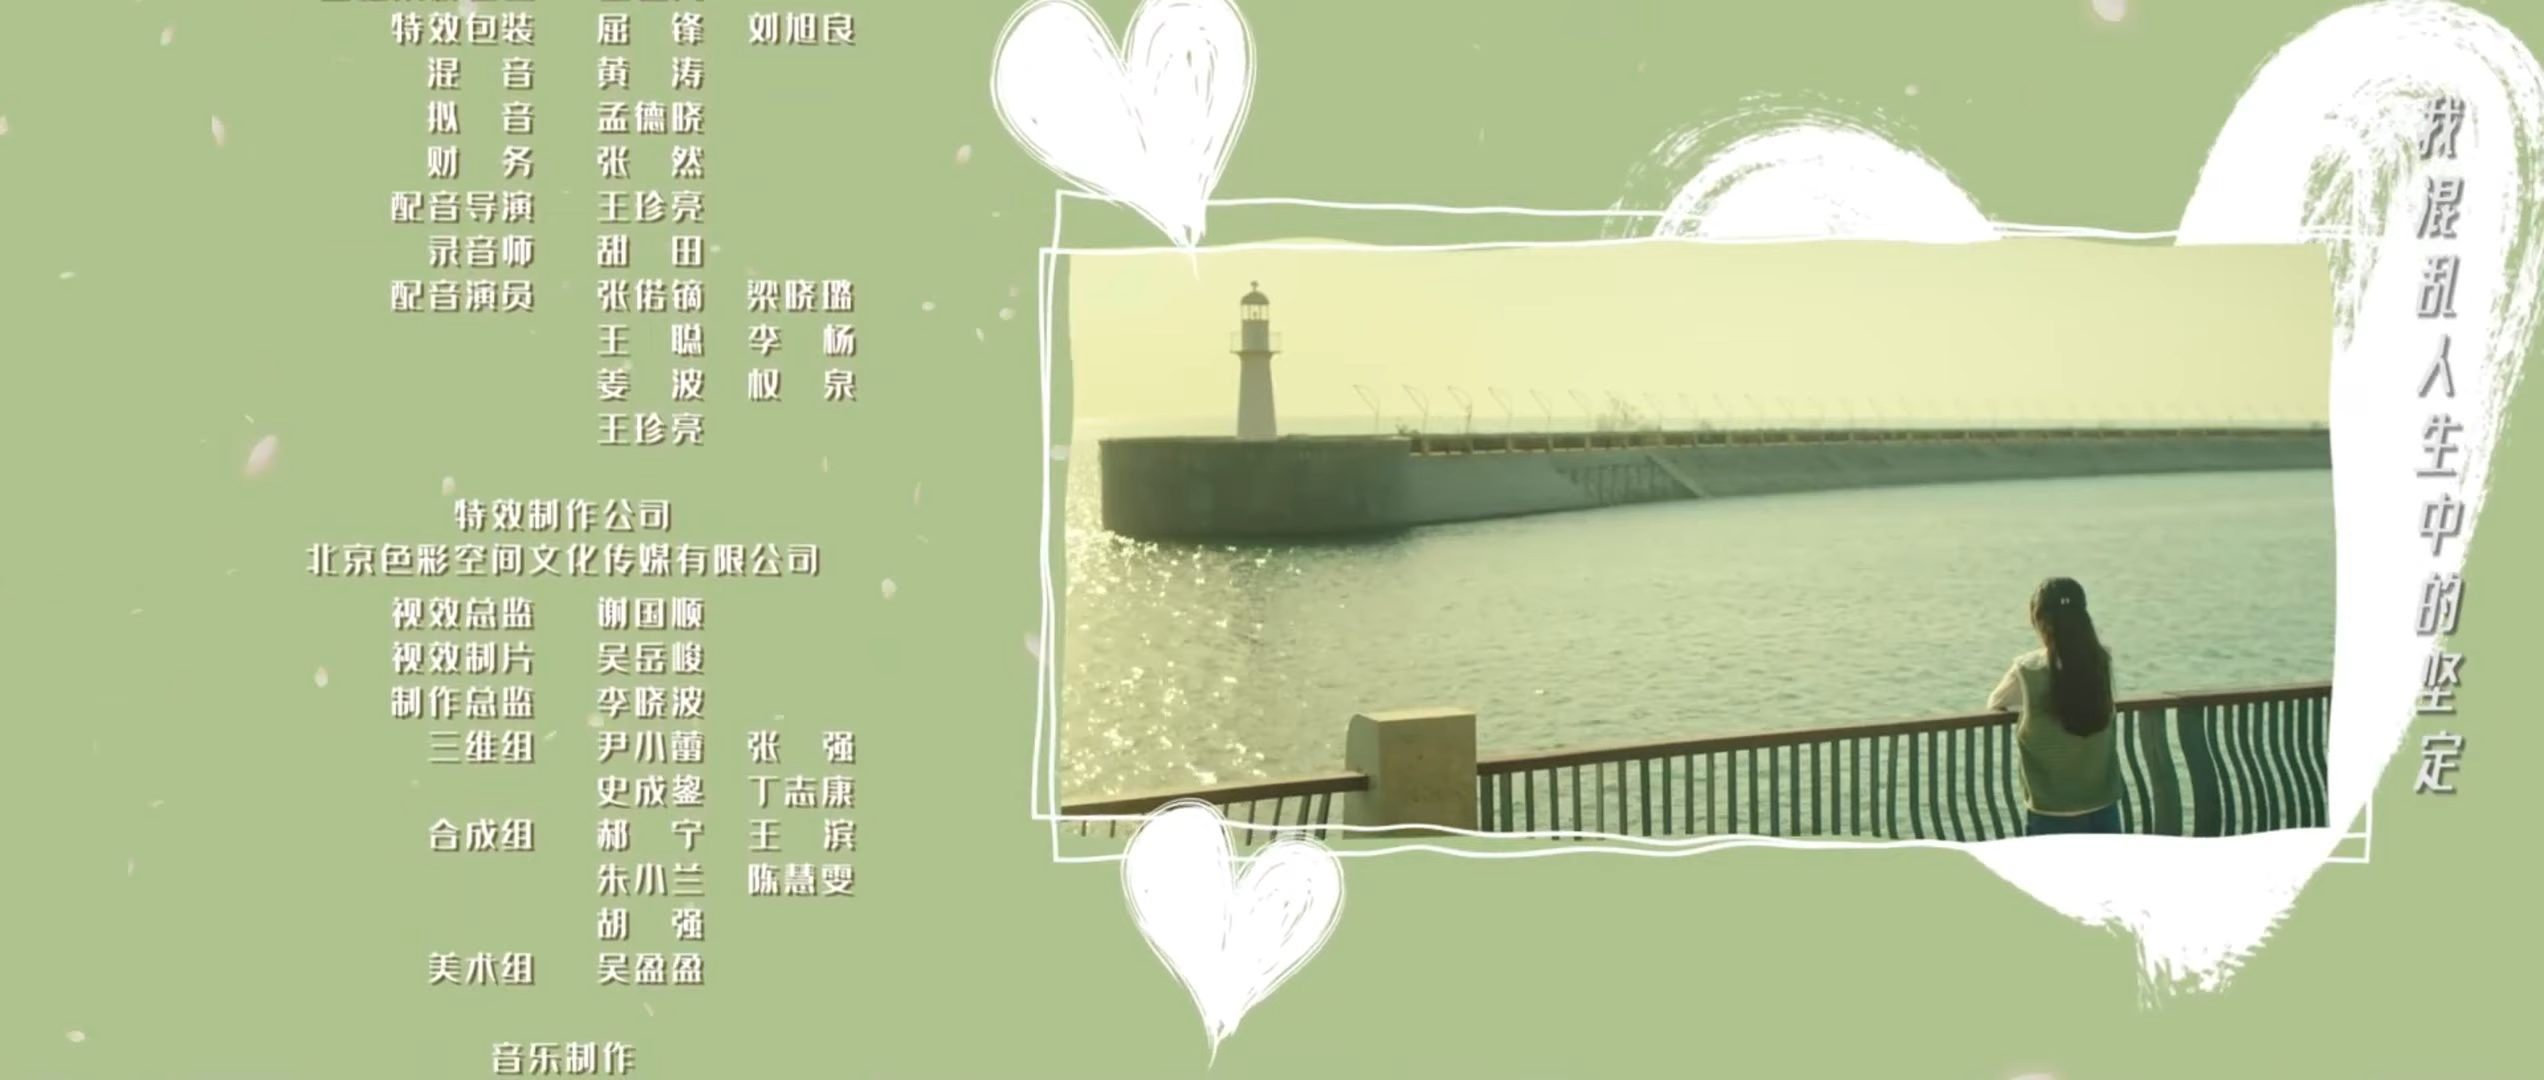 特效包装 屈 锋 刘旭良
混 音 黄 涛
拟 音 孟德晓
财 务 张 然
配音导演 王珍亮
录音师 甜 田
配音演员 张偌镝 梁晓璐
王 聪 李 杨
姜 波 权 泉
王珍亮
特效制作公司
北京色彩空间文化传媒有限公司
视效总监 谢国顺
视效制片 吴岳峻
制作总监 李晓波
三维组 尹小蕾 张 强
史成鋆 丁志康
合成组 郝 宁 王 滨
朱小兰 陈慧雯
胡 强
美术组 吴盈盈
音乐制作
我混乱人生中的坚定